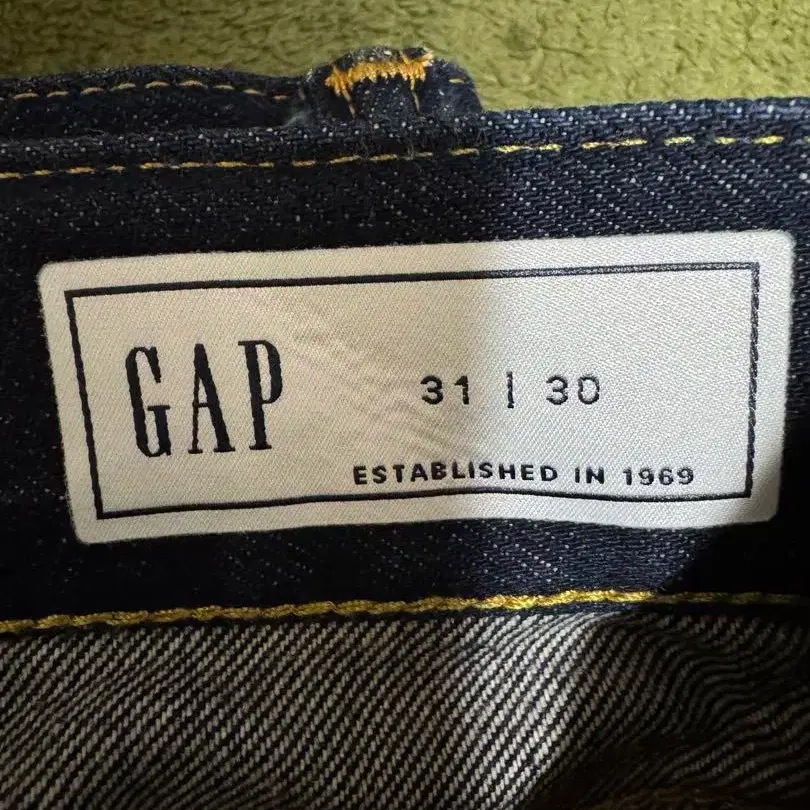 GAP
31 | 30
ESTABLISHED IN 1969